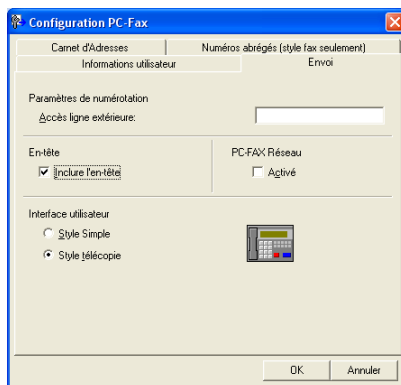 Configuration PC-Fax
Carnet d'Adresses
Numéros abrégés (style fax seulement)
Informations utilisateur
Envoi
Paramètres de numérotation
Accès ligne extérieure:
En-tête
PC-FAX Réseau
Inclure l'en-tête
Activé
Interface utilisateur
Style Simple
Style télécopie
OK
Annuler